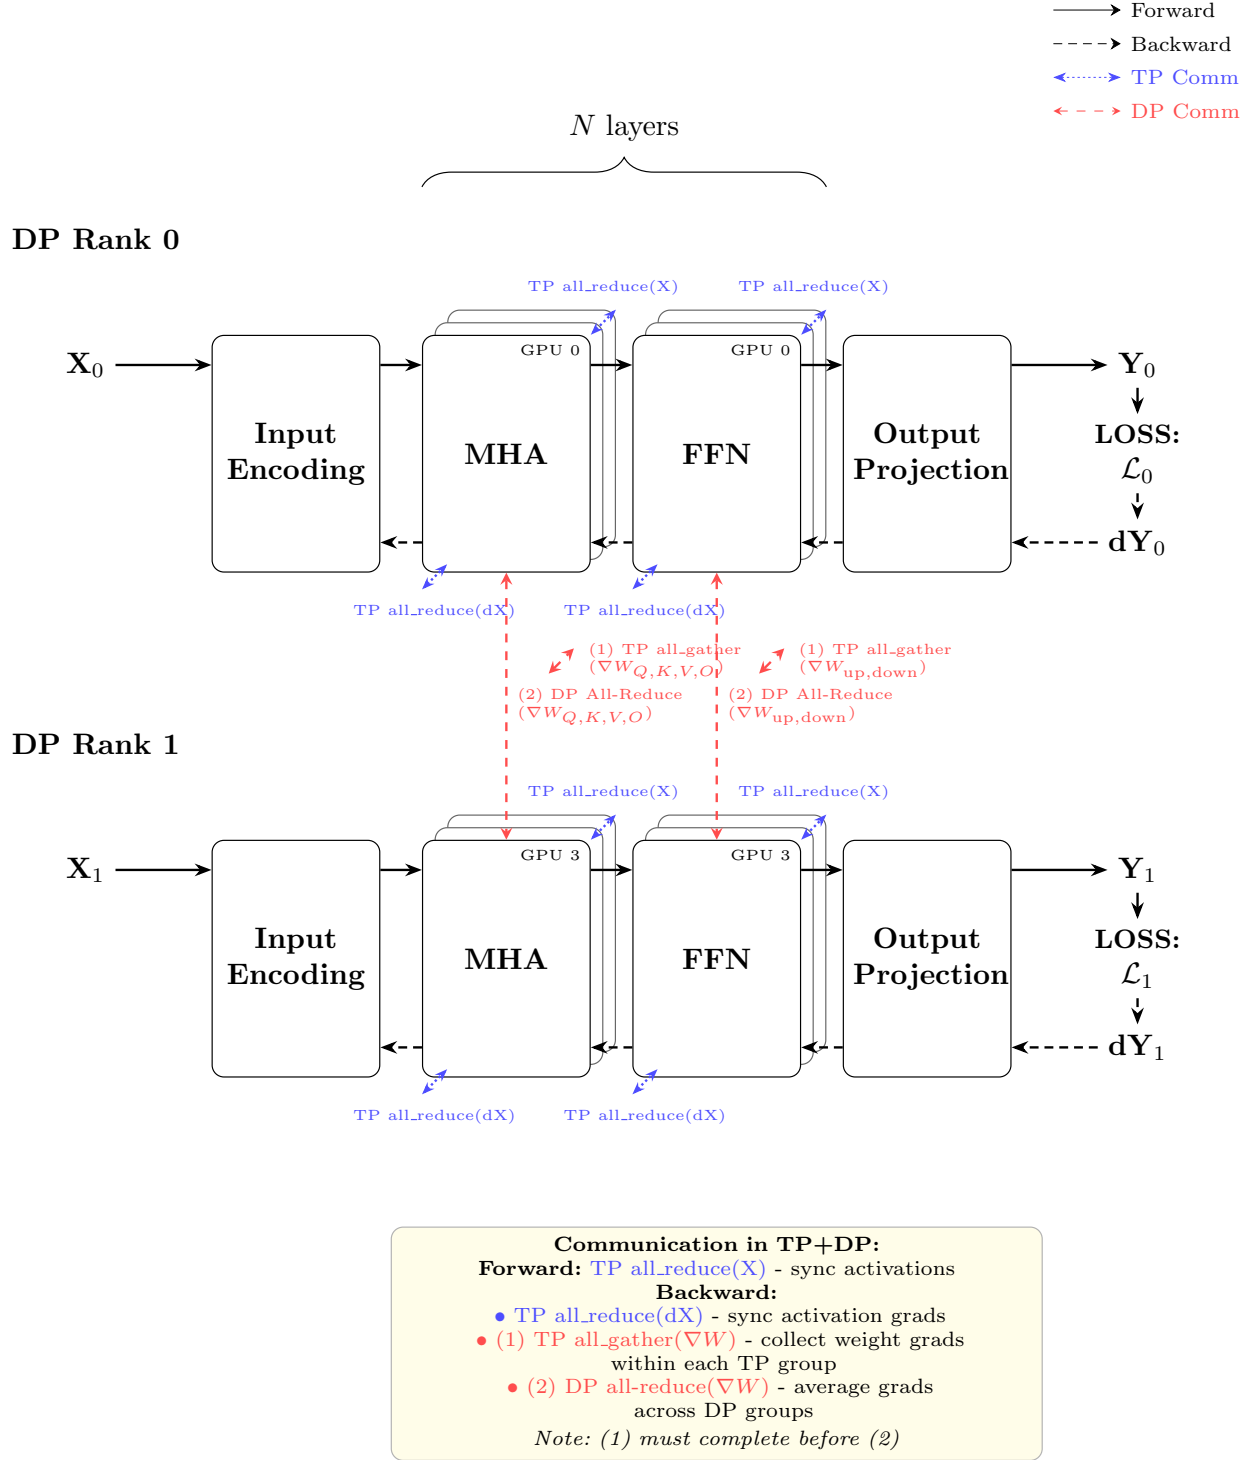 Forward
Backward
TP Comm
DP Comm
N layers
DP Rank 0
TP all_reduce(X)
TP all_reduce(X)
GPU 0
GPU 0
X₀
Y₀
Input
Encoding
MHA
FFN
Output
Projection
LOSS:
ℒ₀
dY₀
TP all_reduce(dX)
TP all_reduce(dX)
(1) TP all_gather
(∇W_{Q,K,V,O})
(1) TP all_gather
(∇W_{up,down})
(2) DP All-Reduce
(∇W_{Q,K,V,O})
(2) DP All-Reduce
(∇W_{up,down})
DP Rank 1
TP all_reduce(X)
TP all_reduce(X)
GPU 3
GPU 3
X₁
Y₁
Input
Encoding
MHA
FFN
Output
Projection
LOSS:
ℒ₁
dY₁
TP all_reduce(dX)
TP all_reduce(dX)
Communication in TP+DP:
Forward: TP all_reduce(X) - sync activations
Backward:
• TP all_reduce(dX) - sync activation grads
• (1) TP all_gather(∇W) - collect weight grads
within each TP group
• (2) DP all-reduce(∇W) - average grads
across DP groups
Note: (1) must complete before (2)